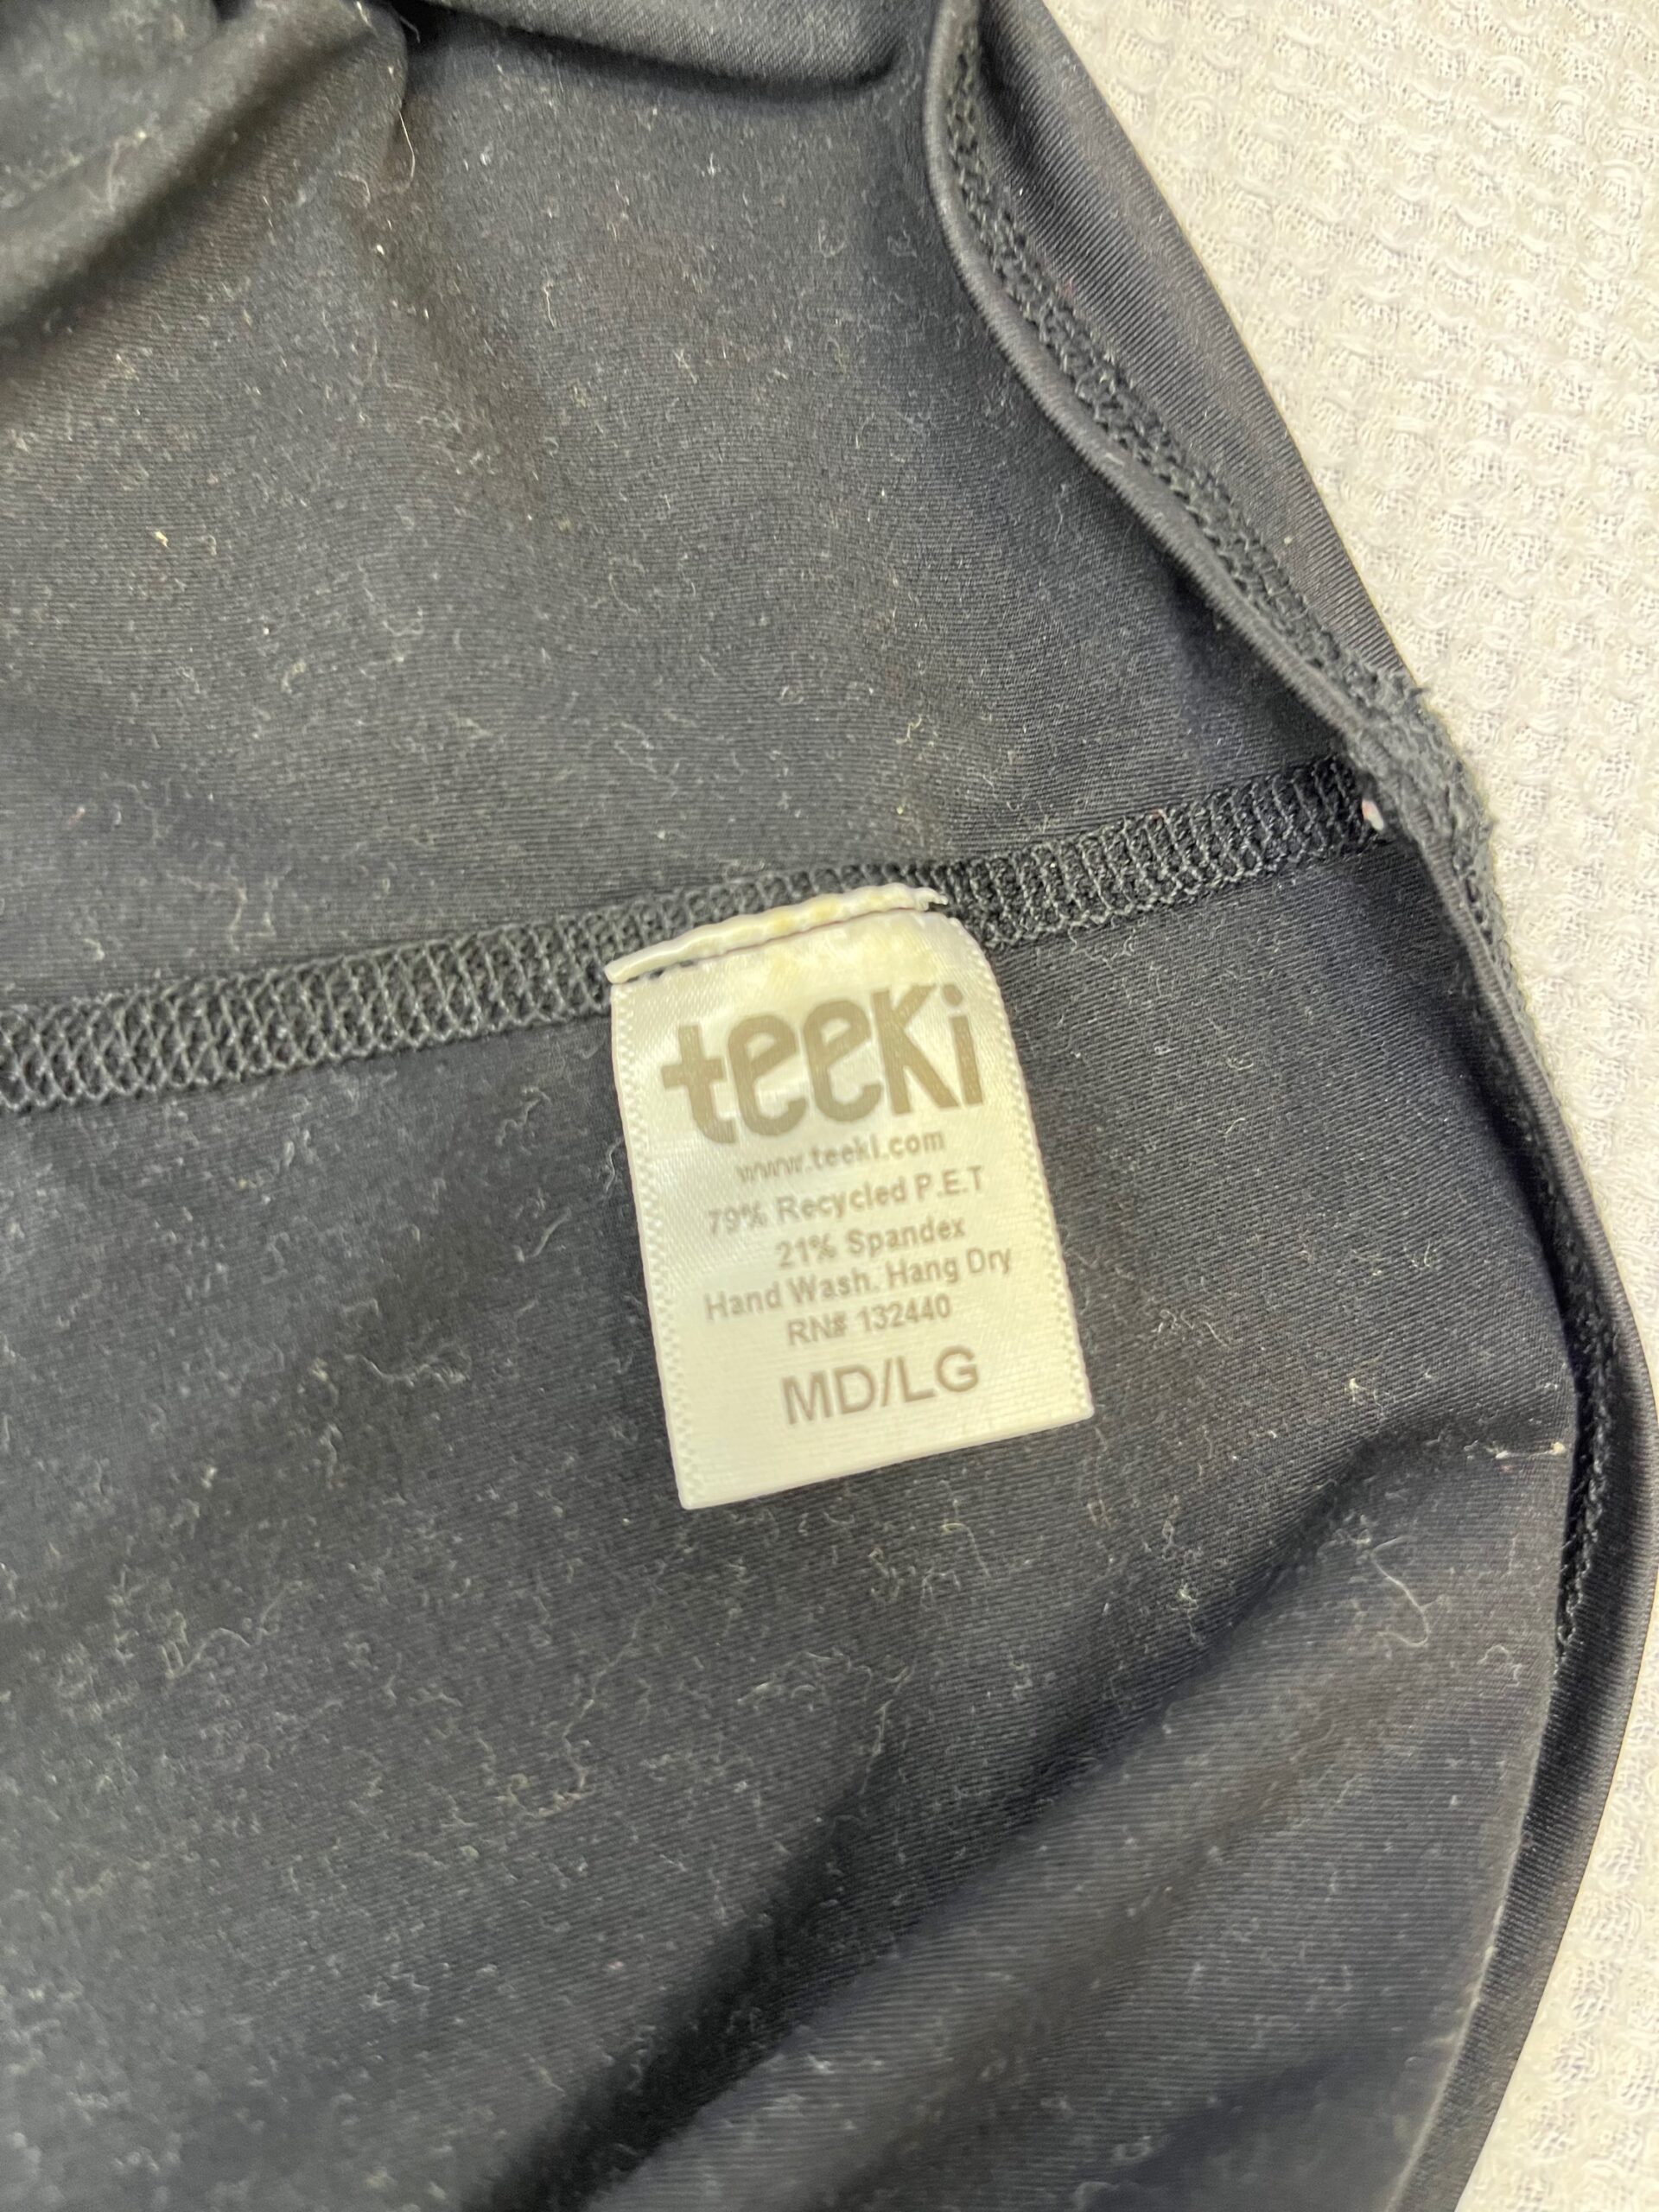 teeki
www.teeki.com
79% Recycled P.E.T
21% Spandex
Hand Wash. Hang Dry
RN# 132440
MD/LG